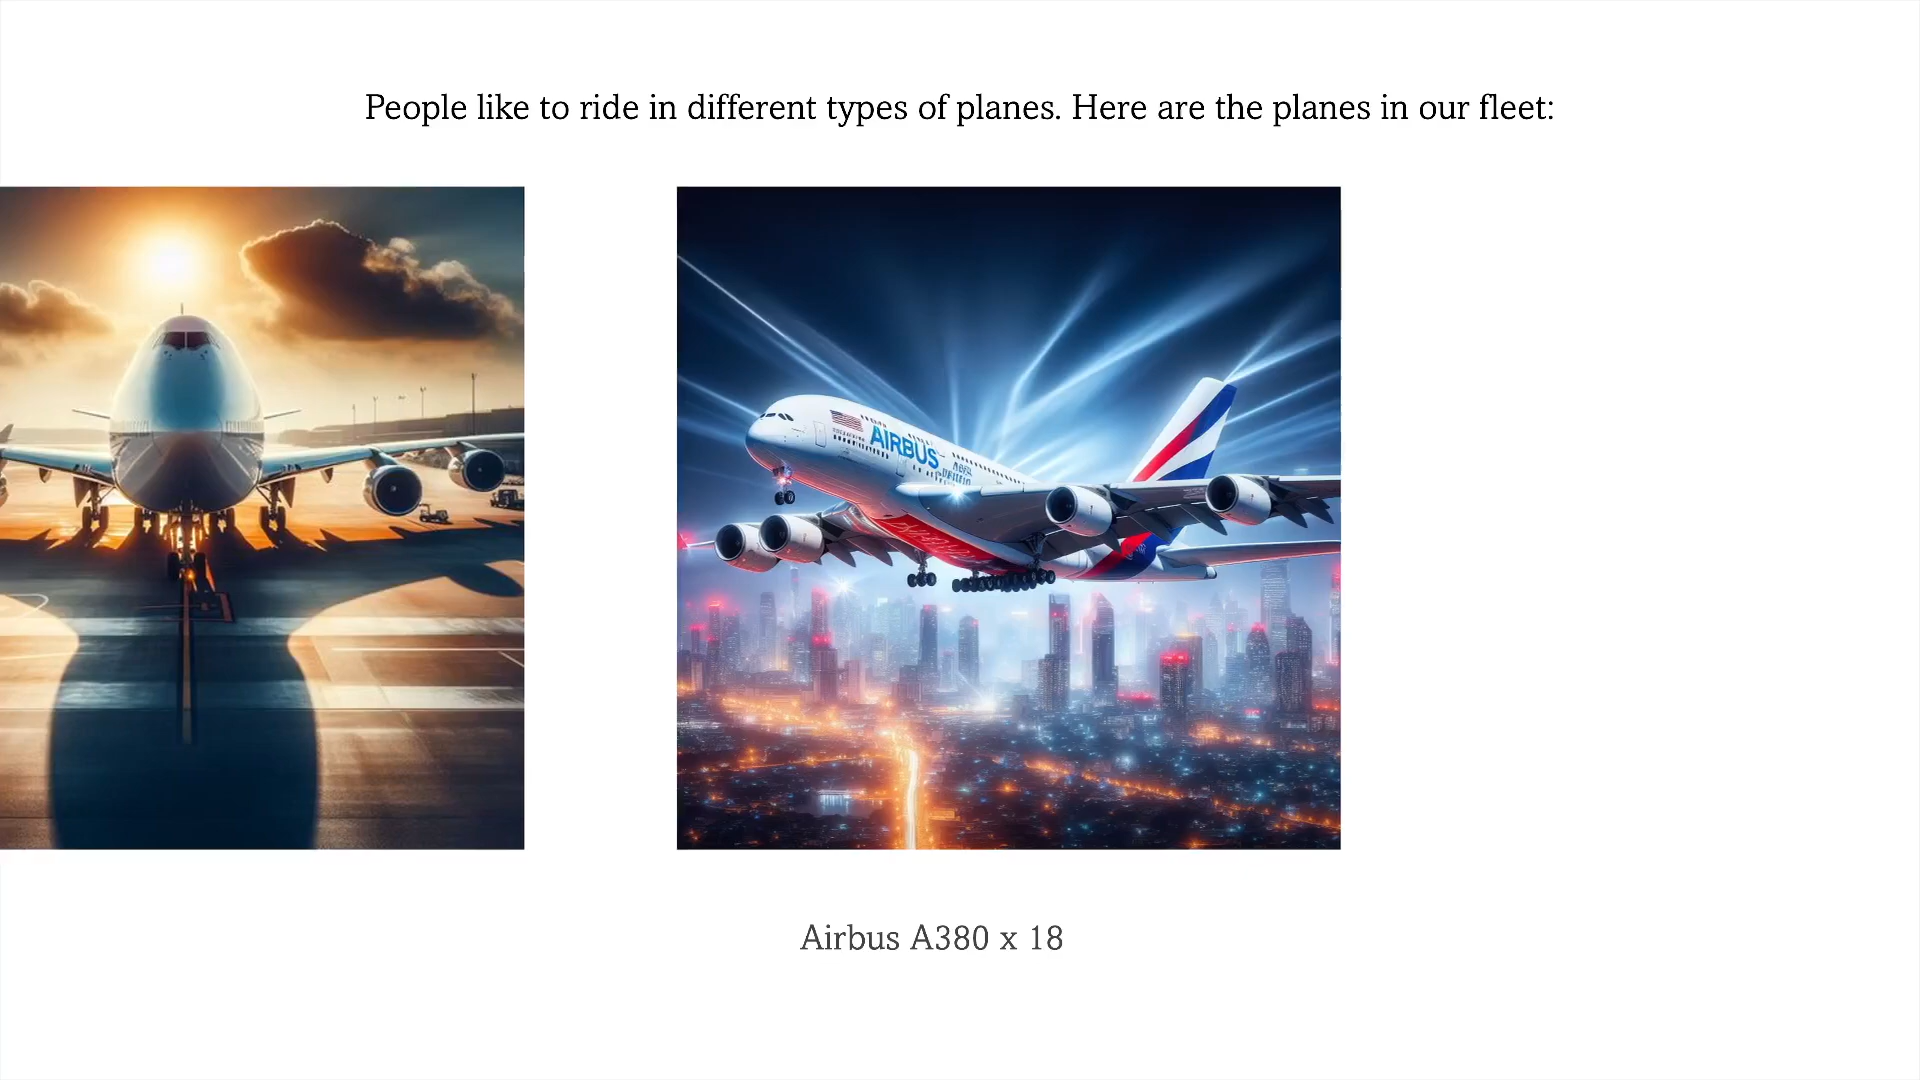 People like to ride in different types of planes. Here are the planes in our fleet:
AIRBUS
Airbus A380 x 18